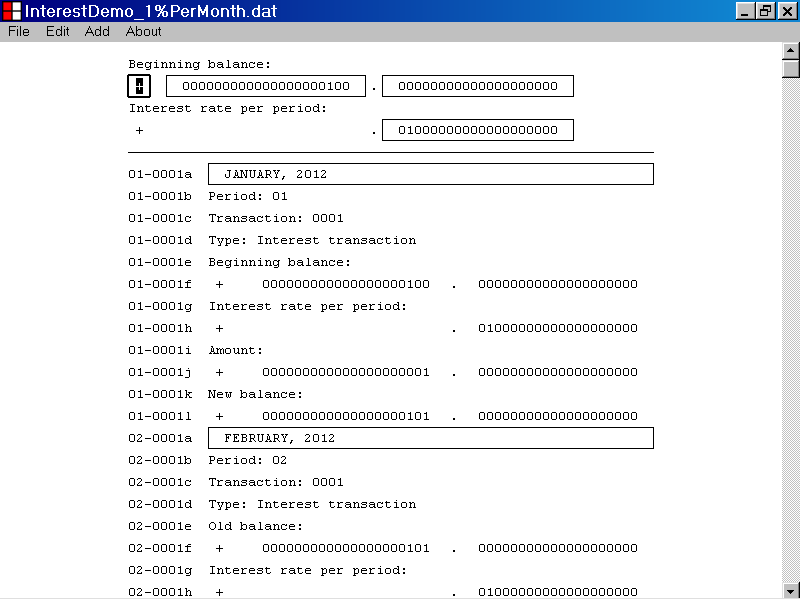 InterestDemo_1%PerMonth.dat
File Edit Add About
Beginning balance:
+ 000000000000000000100 . 00000000000000000000
Interest rate per period:
+ . 01000000000000000000
01-0001a JANUARY, 2012
01-0001b Period: 01
01-0001c Transaction: 0001
01-0001d Type: Interest transaction
01-0001e Beginning balance:
01-0001f + 000000000000000000100 . 00000000000000000000
01-0001g Interest rate per period:
01-0001h + . 01000000000000000000
01-0001i Amount:
01-0001j + 000000000000000000001 . 00000000000000000000
01-0001k New balance:
01-0001l + 000000000000000000101 . 00000000000000000000
02-0001a FEBRUARY, 2012
02-0001b Period: 02
02-0001c Transaction: 0001
02-0001d Type: Interest transaction
02-0001e Old balance:
02-0001f + 000000000000000000101 . 00000000000000000000
02-0001g Interest rate per period:
02-0001h + . 01000000000000000000